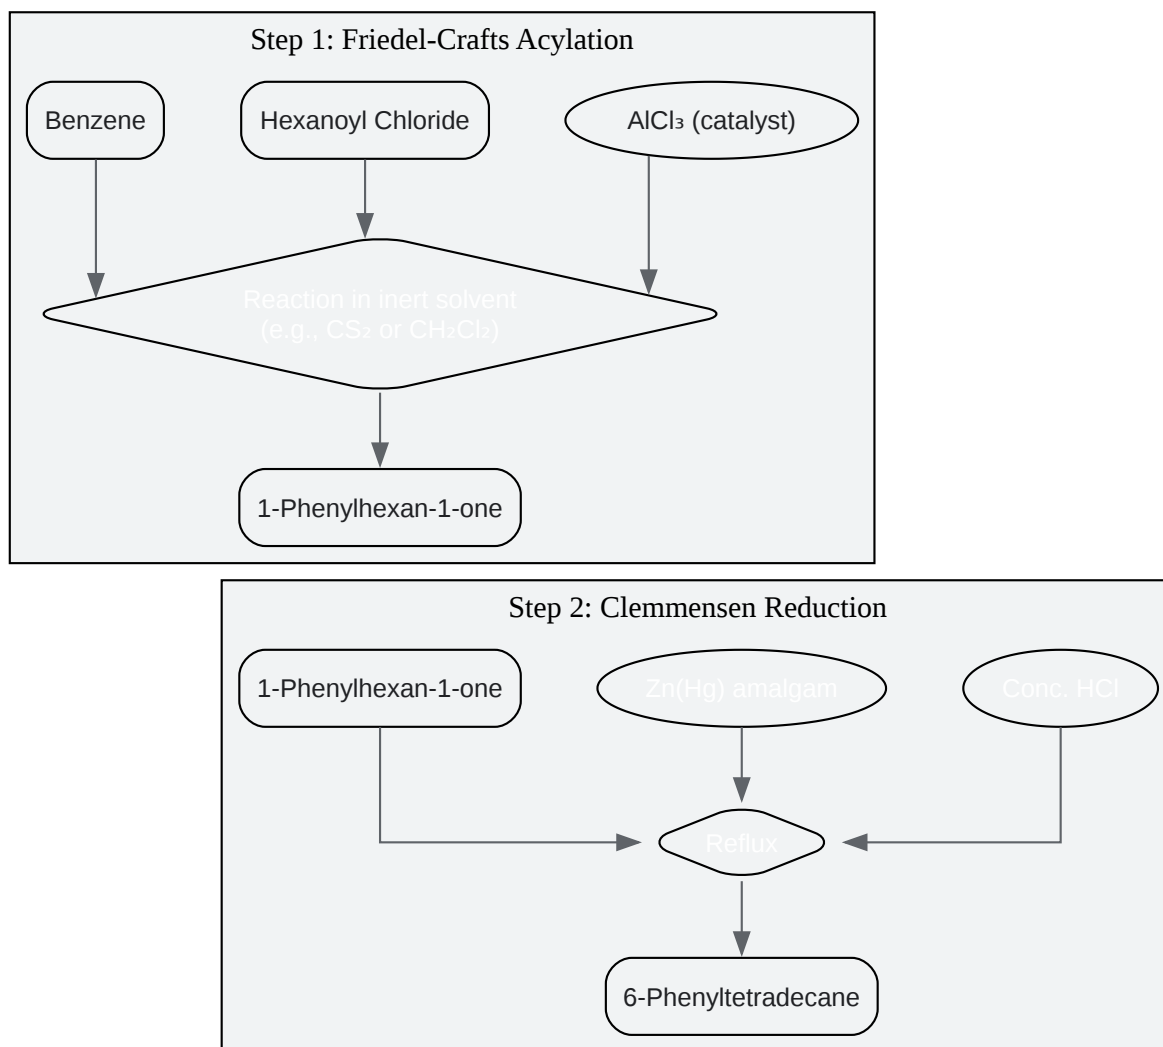 Step 1: Friedel-Crafts Acylation
Benzene
Hexanoyl Chloride
AlCl₃ (catalyst)
Reaction in inert solvent
(e.g., CS₂ or CH₂Cl₂)
1-Phenylhexan-1-one
Step 2: Clemmensen Reduction
1-Phenylhexan-1-one
Zn(Hg) amalgam
Conc. HCl
Reflux
6-Phenyltetradecane